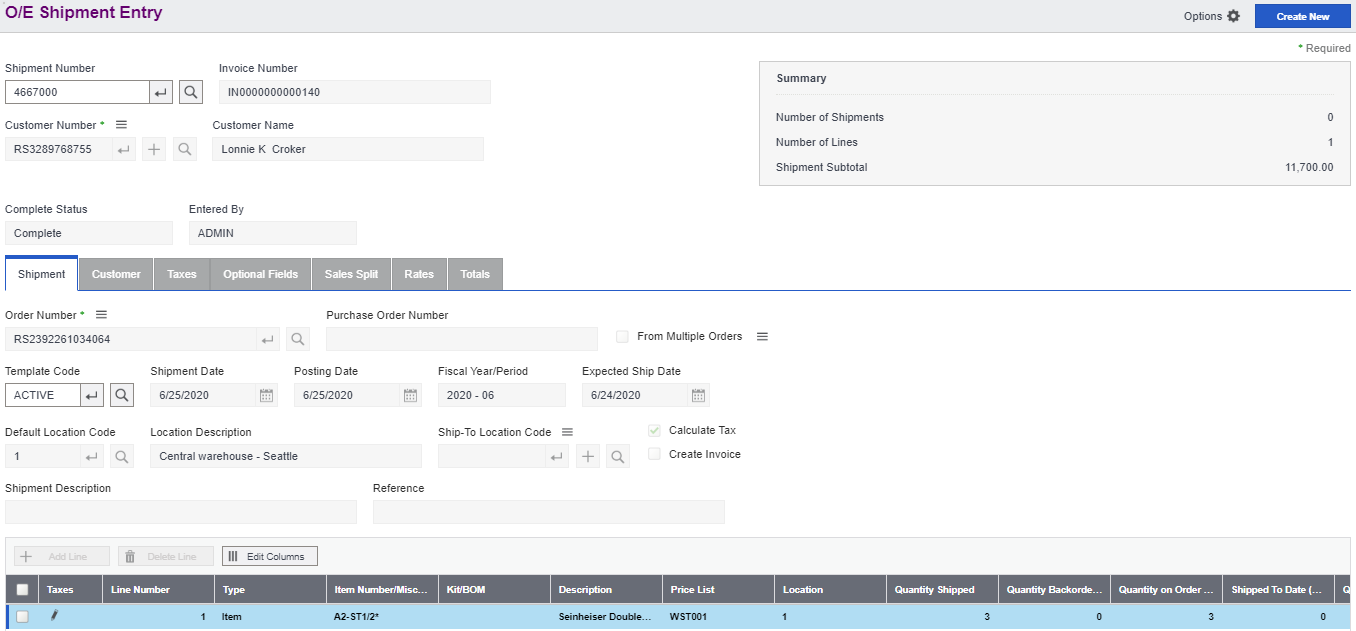 O/E Shipment Entry
Options
Create New
* Required
Shipment Number
Invoice Number
4667000
IN0000000000140
Summary
Number of Shipments 0
Number of Lines 1
Shipment Subtotal 11,700.00
Customer Number *
Customer Name
RS3289768755
Lonnie K Croker
Complete Status
Entered By
Complete
ADMIN
Shipment Customer Taxes Optional Fields Sales Split Rates Totals
Order Number *
Purchase Order Number
RS2392261034064
From Multiple Orders
Template Code Shipment Date Posting Date Fiscal Year/Period Expected Ship Date
ACTIVE 6/25/2020 6/25/2020 2020 - 06 6/24/2020
Default Location Code Location Description Ship-To Location Code
Calculate Tax
1 Central warehouse - Seattle
Create Invoice
Shipment Description Reference
Add Line Delete Line Edit Columns
Taxes Line Number Type Item Number/Misc... Kit/BOM Description Price List Location Quantity Shipped Quantity Backorde... Quantity on Order ... Shipped To Date (... Q
1 Item A2-ST1/2* Seinheiser Double... WST001 1 3 0 3 0